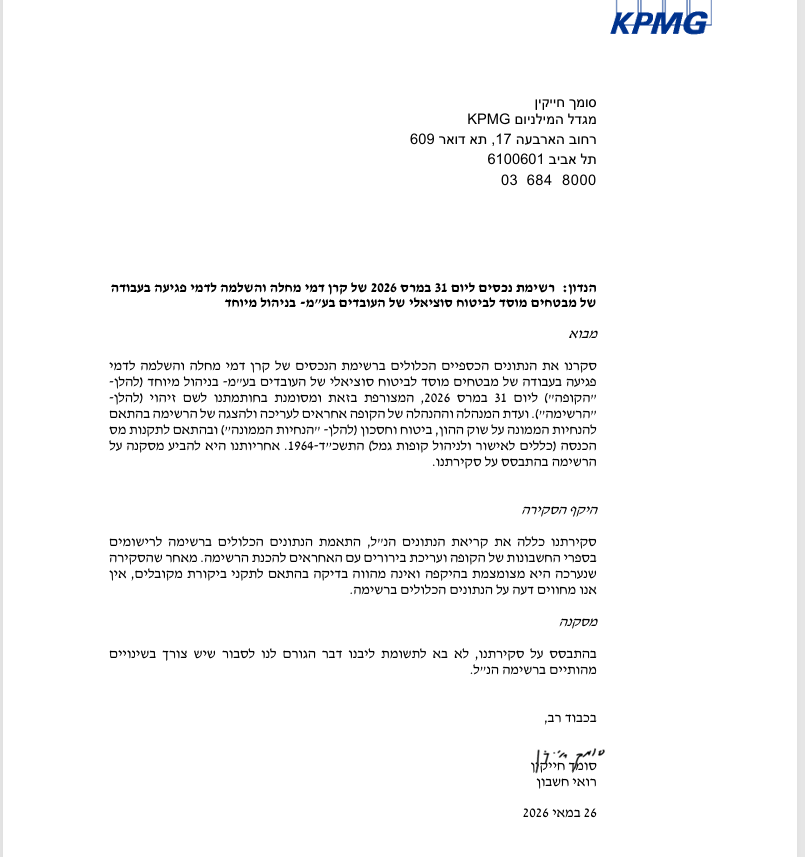 KPMG
סומך חייקין
מגדל המילניום KPMG
רחוב הארבעה 17, תא דואר 609
תל אביב 6100601
03 684 8000
הנדון: רשימת נכסים ליום 31 במרס 2026 של קרן דמי מחלה והשלמה לדמי פגיעה בעבודה
של מבטחים מוסד לביטוח סוציאלי של העובדים בע״מ- בניהול מיוחד
מבוא
סקרנו את הנתונים הכספיים הכלולים ברשימת הנכסים של קרן דמי מחלה והשלמה לדמי
פגיעה בעבודה של מבטחים מוסד לביטוח סוציאלי של העובדים בע״מ- בניהול מיוחד (להלן-
״הקופה״) ליום 31 במרס 2026, המצורפת בזאת ומסומנת בחותמתנו לשם זיהוי (להלן-
״הרשימה״). ועדת המנהלה וההנהלה של הקופה אחראים לעריכה ולהצגה של הרשימה בהתאם
להנחיות הממונה על שוק ההון, ביטוח וחסכון (להלן- ״הנחיות הממונה״) ובהתאם לתקנות מס
הכנסה (כללים לאישור ולניהול קופות גמל) התשכ״ד-1964. אחריותנו היא להביע מסקנה על
הרשימה בהתבסס על סקירתנו.
היקף הסקירה
סקירתנו כללה את קריאת הנתונים הנ״ל, התאמת הנתונים הכלולים ברשימה לרישומים
בספרי החשבונות של הקופה ועריכת בירורים עם האחראים להכנת הרשימה. מאחר שהסקירה
שנערכה היא מצומצמת בהיקפה ואינה מהווה בדיקה בהתאם לתקני ביקורת מקובלים, אין
אנו מחווים דעה על הנתונים הכלולים ברשימה.
מסקנה
בהתבסס על סקירתנו, לא בא לתשומת ליבנו דבר הגורם לנו לסבור שיש צורך בשינויים
מהותיים ברשימה הנ״ל.
בכבוד רב,
סומך חייקין
סומך חייקין
רואי חשבון
26 במאי 2026